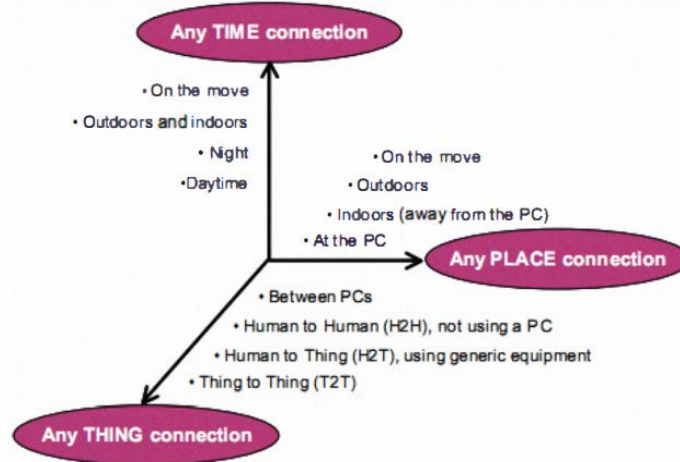 Any TIME connection
• On the move
• Outdoors and indoors
• Night
•Daytime
• On the move
• Outdoors
• Indoors (away from the PC)
• At the PC
Any PLACE connection
• Between PCs
• Human to Human (H2H), not using a PC
• Human to Thing (H2T), using generic equipment
• Thing to Thing (T2T)
Any THING connection